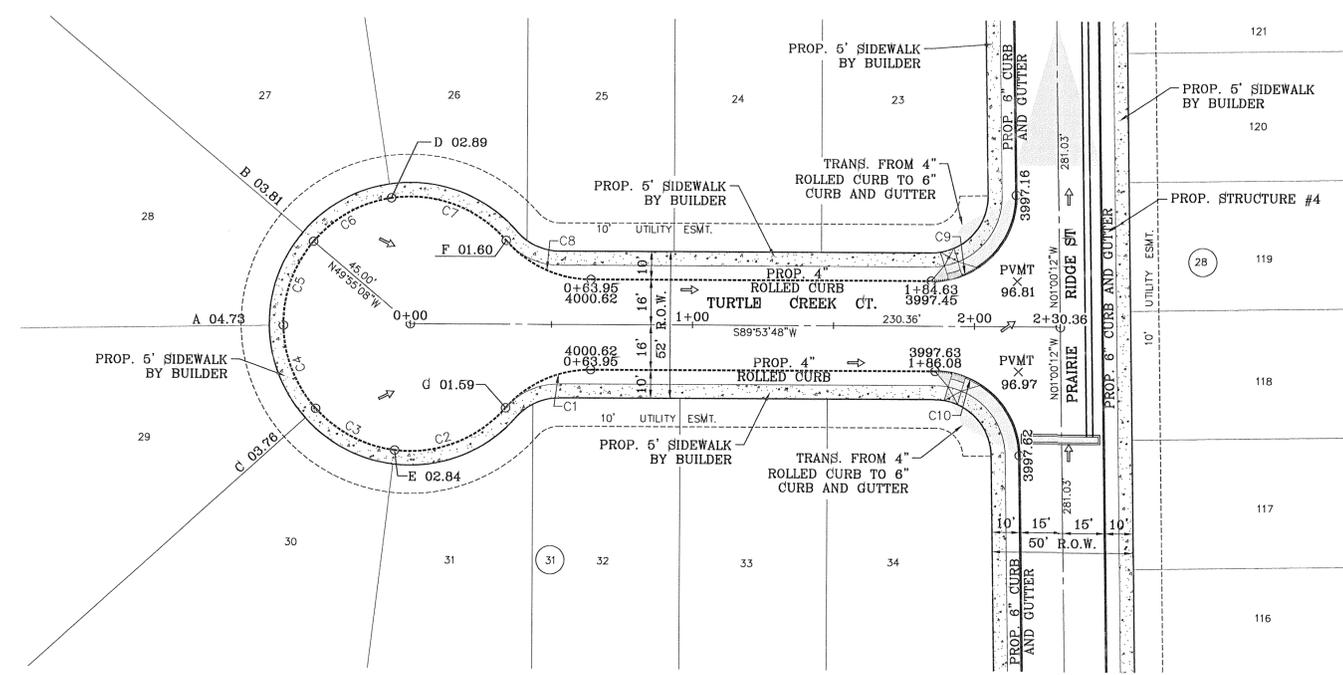 121
PROP. 5' SIDEWALK
BY BUILDER
PROP. 6" CURB
AND GUTTER
27
26
25
24
23
PROP. 5' SIDEWALK
BY BUILDER
120
D 02.89
281.03'
B 03.81
TRANS. FROM 4"
ROLLED CURB TO 6"
CURB AND GUTTER
PROP. 5' SIDEWALK
BY BUILDER
3997.16
PROP. STRUCTURE #4
28
C6
C7
10' UTILITY ESMT.
C8
C9
F 01.60
45.00'
N49°55'08"W
C5
10'
PROP. 4"
ROLLED CURB
0+63.95
4000.62
1+84.63
3997.45
PVMT
96.81
N01°00'12"W
RIDGE ST
PROP. 6" CURB AND GUTTER
10' UTILITY ESMT.
28
119
16'
TURTLE CREEK CT.
A 04.73
0+00
52' R.O.W.
1+00
S89°53'48"W
230.36'
2+00
2+30.36
PROP. 5' SIDEWALK
BY BUILDER
C4
16'
4000.62
0+63.95
PROP. 4"
ROLLED CURB
3997.63
1+86.08
PVMT
96.97
N01°00'12"W
PRAIRIE
118
10'
G 01.59
C1
C10
C3
C2
10' UTILITY ESMT.
29
C 03.76
PROP. 5' SIDEWALK
BY BUILDER
TRANS. FROM 4"
ROLLED CURB TO 6"
CURB AND GUTTER
3997.62
E 02.84
281.03'
117
10'
15'
15'
10'
50' R.O.W.
30
31
31
32
33
34
PROP. 6" CURB
AND GUTTER
116